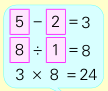 5 − 2 = 3
8 ÷ 1 = 8
3 × 8 = 24